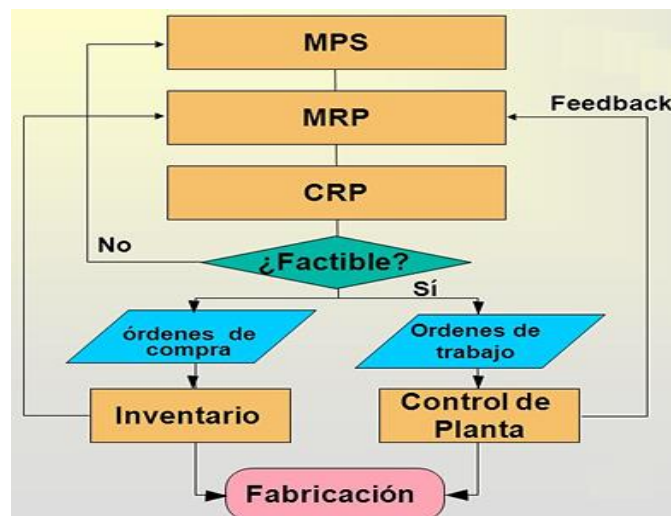 MPS
MRP
Feedback
CRP
No
¿Factible?
Sí
órdenes de
compra
Ordenes de
trabajo
Inventario
Control de
Planta
Fabricación